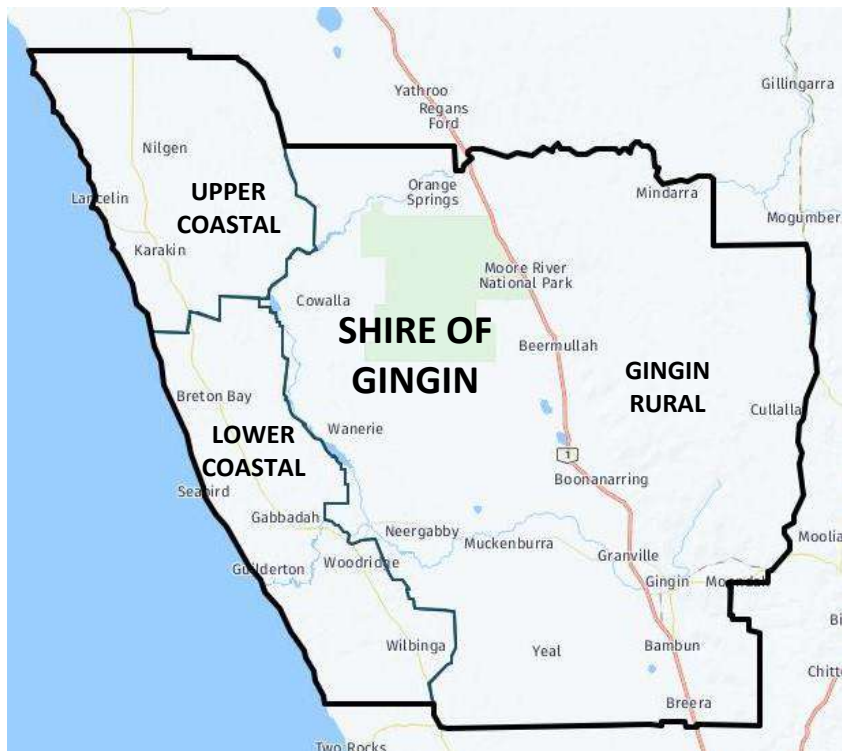 Gillingarra
Yathroo
Regans
Ford
Nilgen
Orange
Springs
Mindarra
UPPER
COASTAL
Lancelin
Mogumber
Karakin
Moore River
National Park
Cowalla
SHIRE OF
GINGIN
Beermullah
GINGIN
RURAL
Breton Bay
Cullalla
Wanerie
LOWER
COASTAL
1
Boonanarring
Seabird
Gabbadah
Neergabby
Muckenburra
Moolia
Granville
Guilderton
Woodridge
Gingin
Moondah
Bi
Wilbinga
Yeal
Bambun
Chitt
Breera
Two Rocks